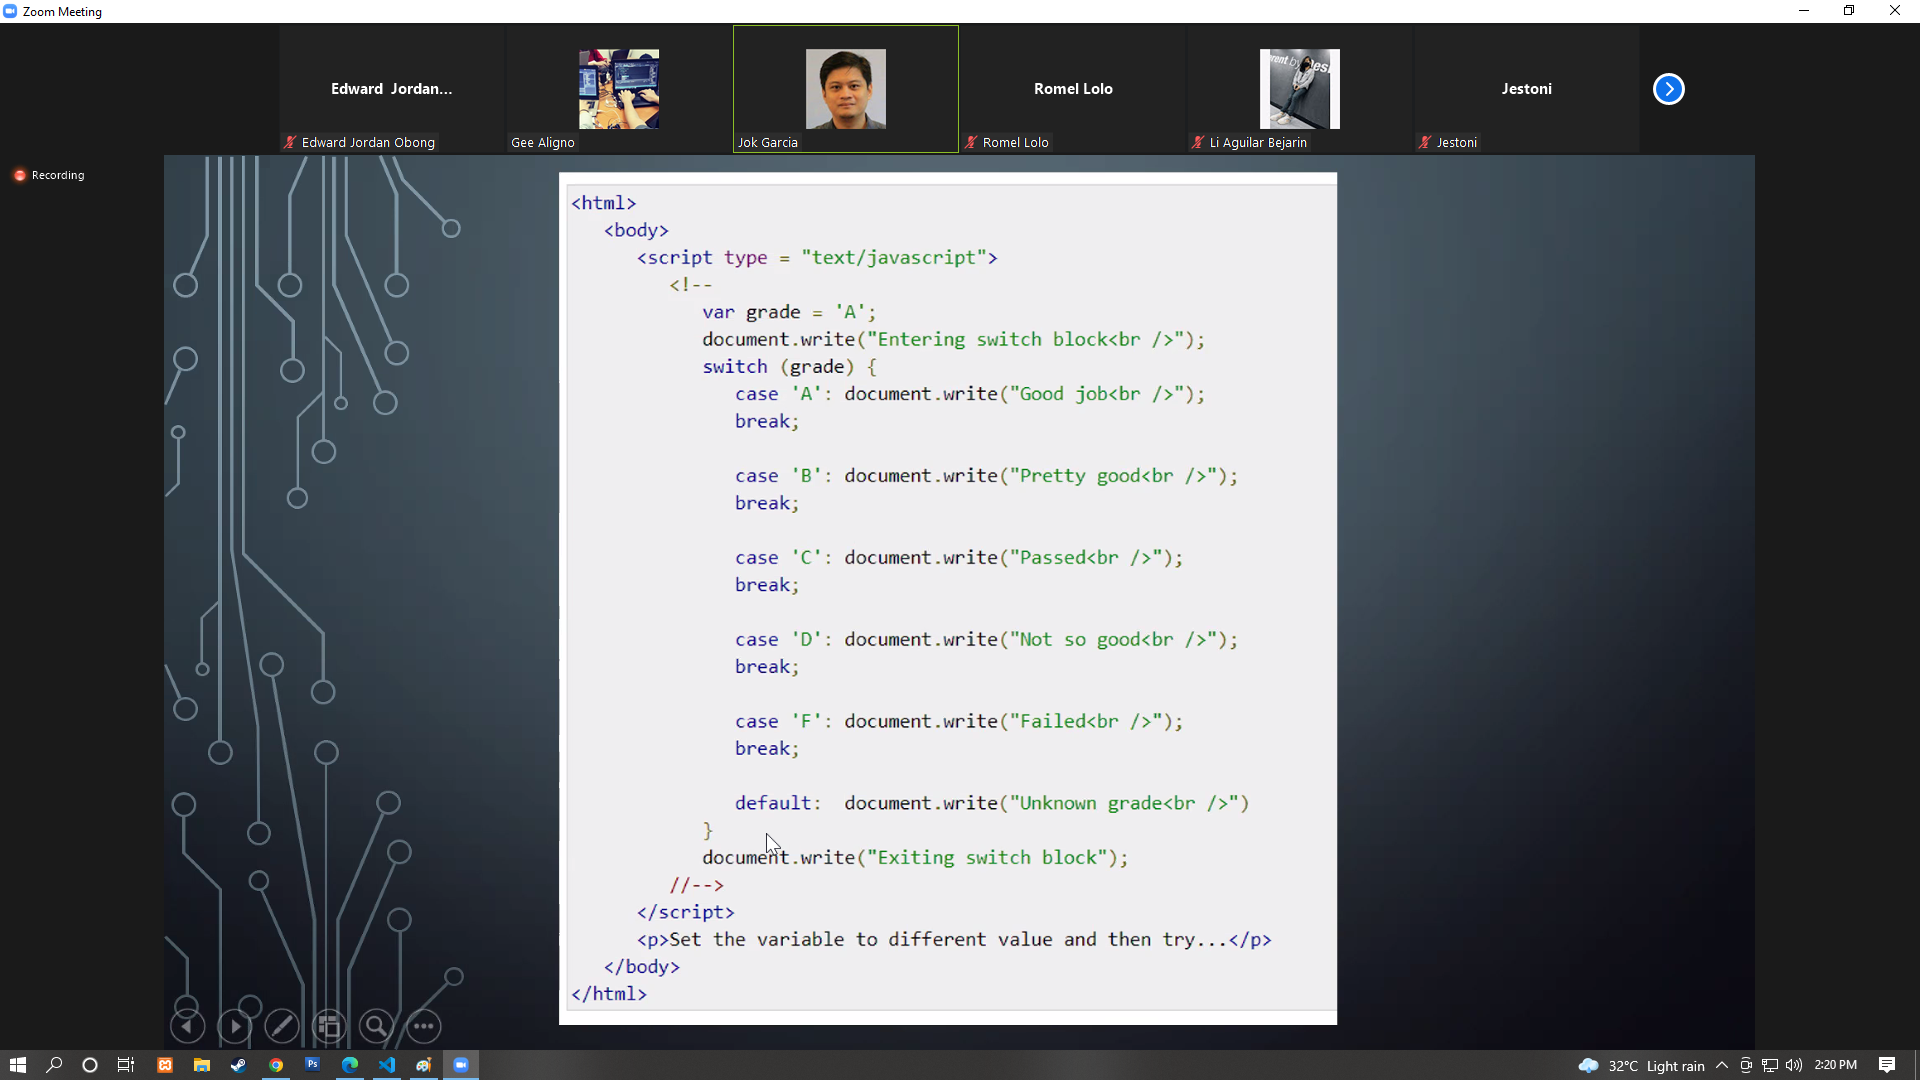 Zoom Meeting
Edward Jordan...
Romel Lolo
Jestoni
Edward Jordan Obong
Gee Aligno
Jok Garcia
Romel Lolo
Li Aguilar Bejarin
Jestoni
Recording
<html>
<body>
<script type = "text/javascript">
<!--
var grade = 'A';
document.write("Entering switch block<br />");
switch (grade) {
case 'A': document.write("Good job<br />");
break;
case 'B': document.write("Pretty good<br />");
break;
case 'C': document.write("Passed<br />");
break;
case 'D': document.write("Not so good<br />");
break;
case 'F': document.write("Failed<br />");
break;
default:  document.write("Unknown grade<br />")
}
document.write("Exiting switch block");
//-->
</script>
<p>Set the variable to different value and then try...</p>
</body>
</html>
Ps
32°C Light rain
2:20 PM